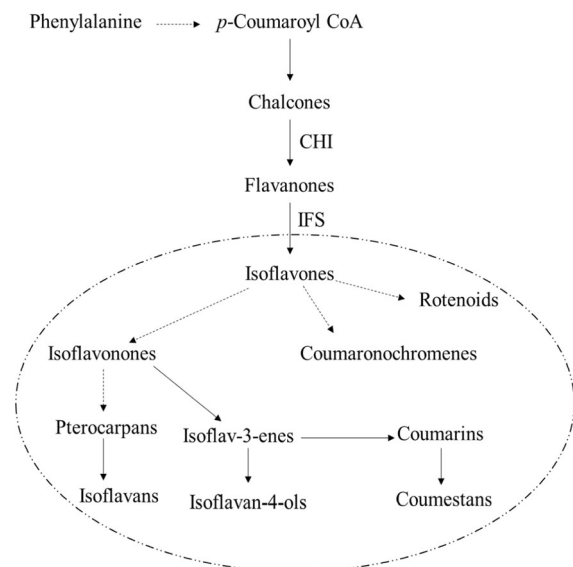 Phenylalanine p-Coumaroyl CoA
Chalcones
CHI
Flavanones
IFS
Isoflavones
Rotenoids
Isoflavonones Coumaronochromenes
Pterocarpans Isoflav-3-enes Coumarins
Isoflavans Isoflavan-4-ols Coumestans